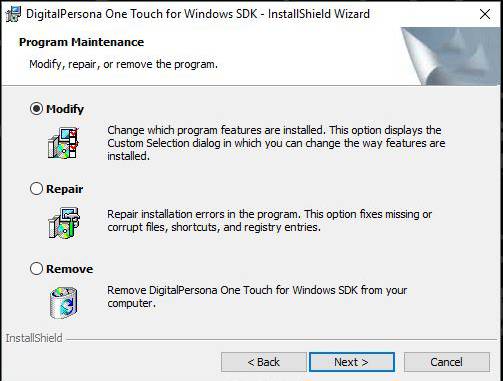 DigitalPersona One Touch for Windows SDK - InstallShield Wizard
Program Maintenance
Modify, repair, or remove the program.
Modify
Change which program features are installed. This option displays the
Custom Selection dialog in which you can change the way features are
installed.
Repair
Repair installation errors in the program. This option fixes missing or
corrupt files, shortcuts, and registry entries.
Remove
Remove DigitalPersona One Touch for Windows SDK from your
computer.
InstallShield
< Back
Next >
Cancel